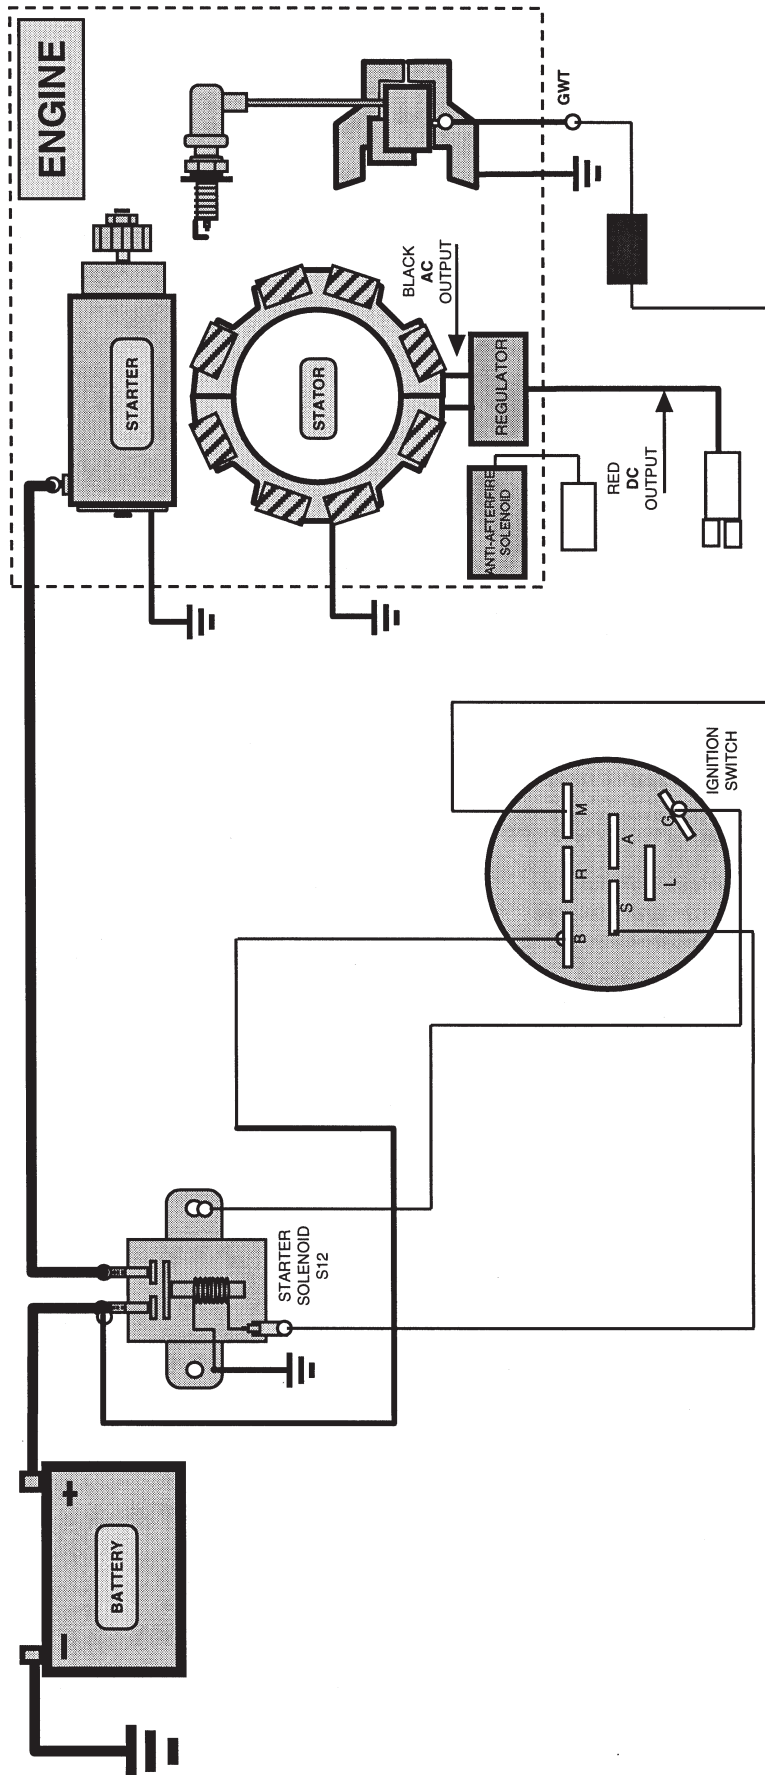 ENGINE
STARTER
STATOR
BLACK
AC
OUTPUT
GWT
REGULATOR
ANTI-AFTERFIRE
SOLENOID
RED
DC
OUTPUT
IGNITION
SWITCH
M
G
R
A
B
S
L
STARTER
SOLENOID
S12
+
BATTERY
–